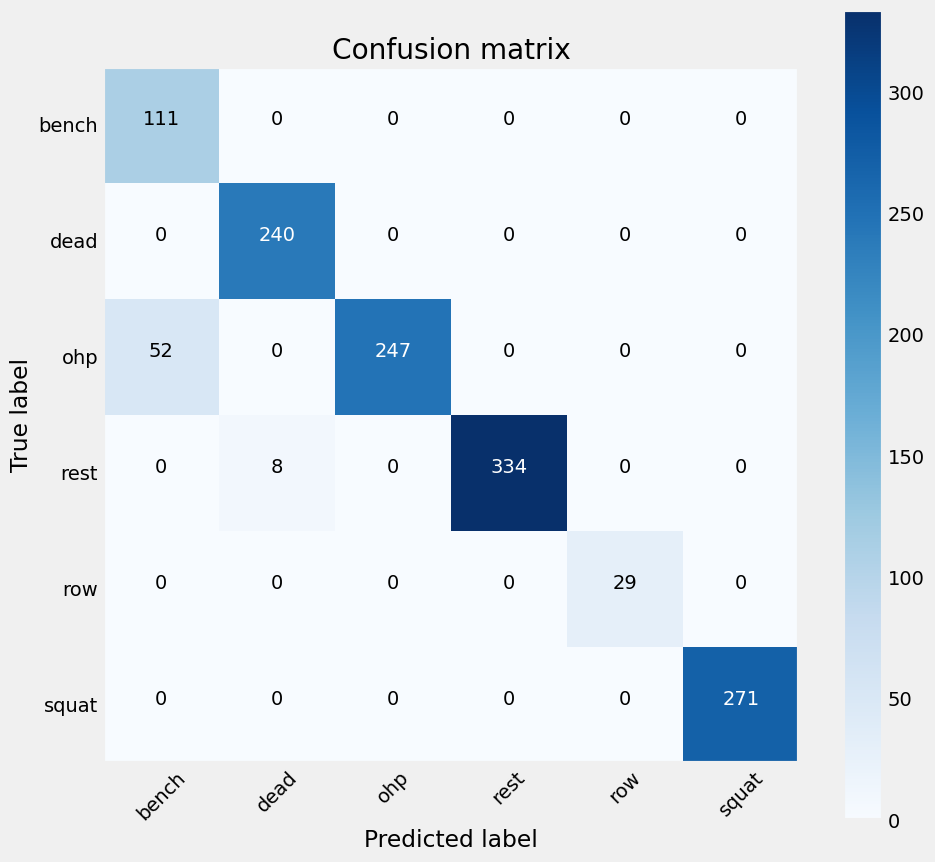 Confusion matrix
True label
bench 111 0 0 0 0 0
dead 0 240 0 0 0 0
ohp 52 0 247 0 0 0
rest 0 8 0 334 0 0
row 0 0 0 0 29 0
squat 0 0 0 0 0 271
bench dead ohp rest row squat
Predicted label
300
250
200
150
100
50
0